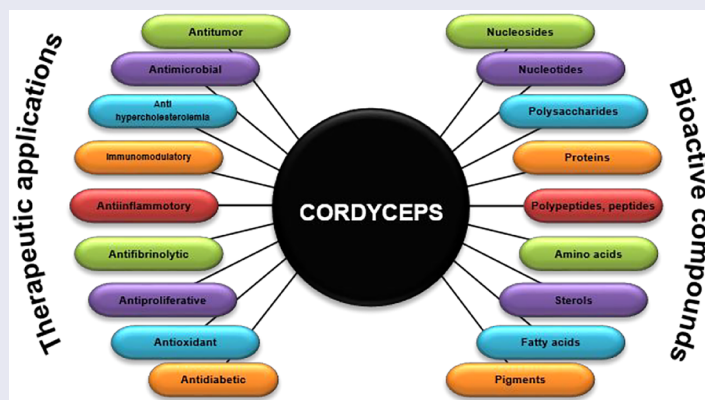 Therapeutic applications
Antitumor
Antimicrobial
Anti
hypercholesterolemia
Immunomodulatory
Antiinflammotory
Antifibrinolytic
Antiproliferative
Antioxidant
Antidiabetic
CORDYCEPS
Nucleosides
Nucleotides
Polysaccharides
Proteins
Polypeptides, peptides
Amino acids
Sterols
Fatty acids
Pigments
Bioactive compounds